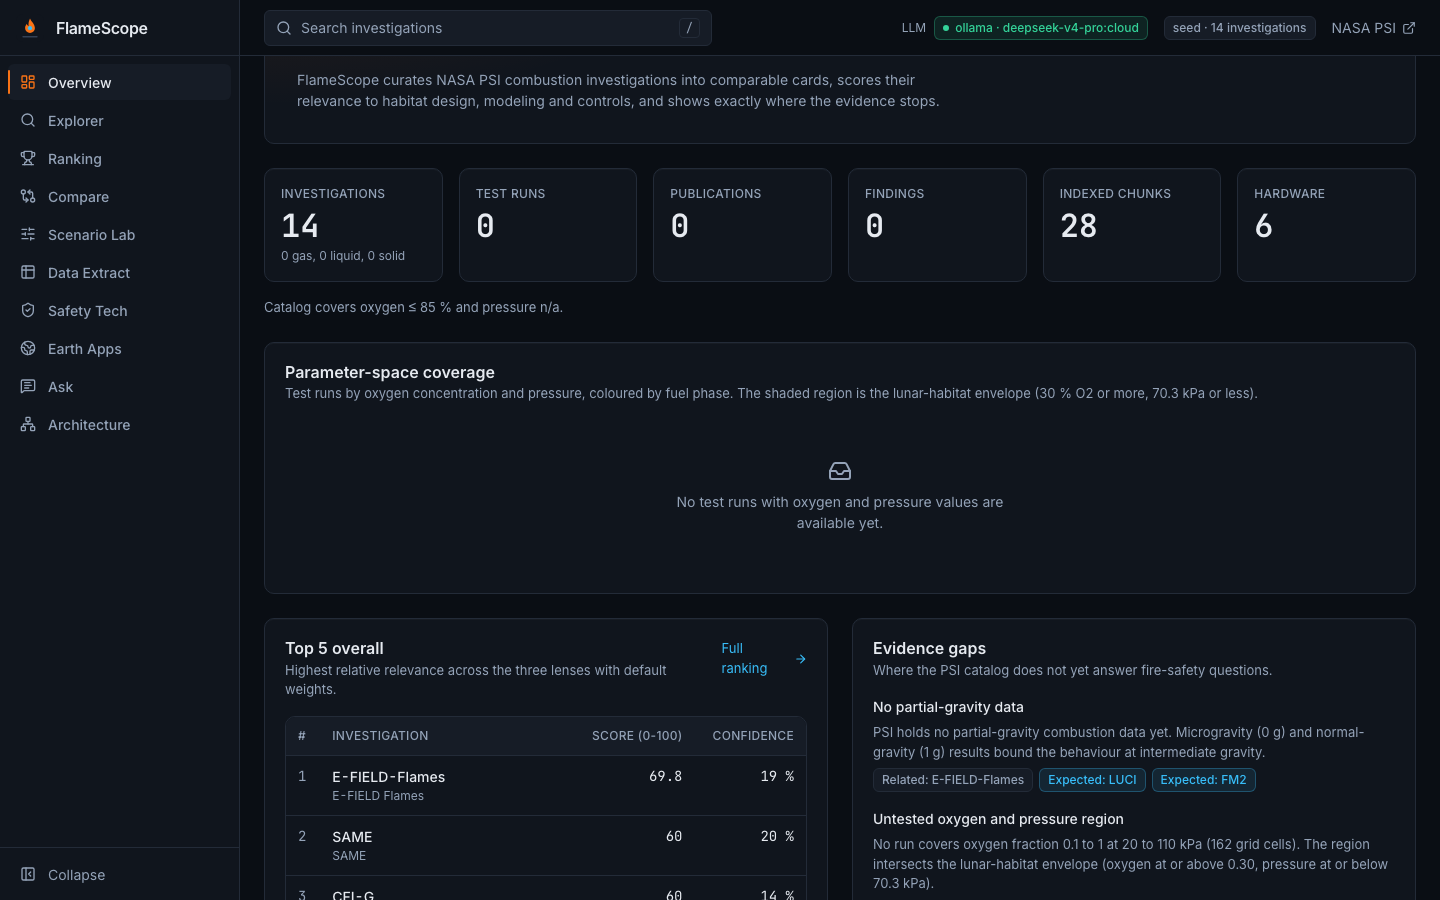 FlameScope
Search investigations
/
LLM
ollama · deepseek-v4-pro:cloud
seed · 14 investigations
NASA PSI
Overview
Explorer
Ranking
Compare
Scenario Lab
Data Extract
Safety Tech
Earth Apps
Ask
Architecture
Collapse
FlameScope curates NASA PSI combustion investigations into comparable cards, scores their
relevance to habitat design, modeling and controls, and shows exactly where the evidence stops.
INVESTIGATIONS
14
0 gas, 0 liquid, 0 solid
TEST RUNS
0
PUBLICATIONS
0
FINDINGS
0
INDEXED CHUNKS
28
HARDWARE
6
Catalog covers oxygen ≤ 85 % and pressure n/a.
Parameter-space coverage
Test runs by oxygen concentration and pressure, coloured by fuel phase. The shaded region is the lunar-habitat envelope (30 % O2 or more, 70.3 kPa or less).
No test runs with oxygen and pressure values are
available yet.
Top 5 overall
Highest relative relevance across the three lenses with default
weights.
Full
ranking
# INVESTIGATION SCORE (0-100) CONFIDENCE
1 E-FIELD-Flames 69.8 19 %
E-FIELD Flames
2 SAME 60 20 %
SAME
3 CFI-G 60 14 %
Evidence gaps
Where the PSI catalog does not yet answer fire-safety questions.
No partial-gravity data
PSI holds no partial-gravity combustion data yet. Microgravity (0 g) and normal-
gravity (1 g) results bound the behaviour at intermediate gravity.
Related: E-FIELD-Flames
Expected: LUCI
Expected: FM2
Untested oxygen and pressure region
No run covers oxygen fraction 0.1 to 1 at 20 to 110 kPa (162 grid cells). The region
intersects the lunar-habitat envelope (oxygen at or above 0.30, pressure at or below
70.3 kPa).